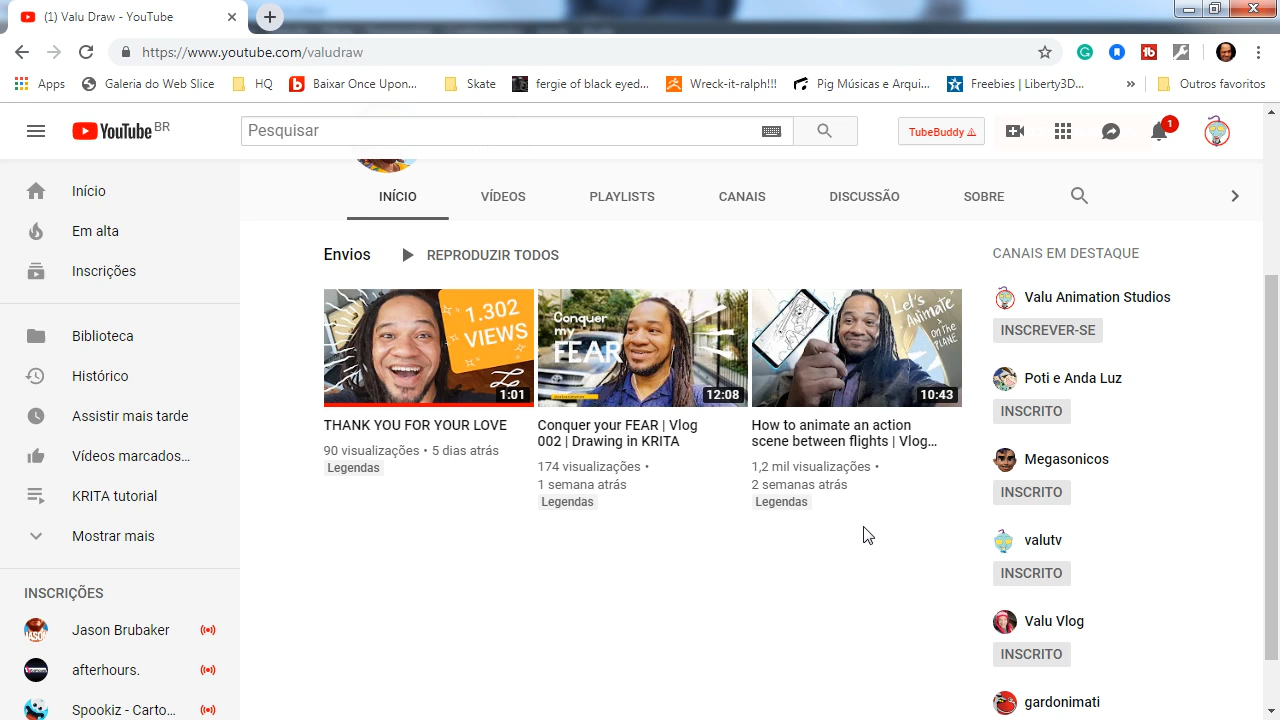 (1) Valu Draw - YouTube
https://www.youtube.com/valudraw
Apps
Galeria do Web Slice
HQ
Baixar Once Upon...
Skate
fergie of black eyed...
Wreck-it-ralph!!!
Pig Músicas e Arqui...
Freebies | Liberty3D...
»
Outros favoritos
YouTube BR
Pesquisar
TubeBuddy
1
Início
Em alta
Inscrições
Biblioteca
Histórico
Assistir mais tarde
Vídeos marcados...
KRITA tutorial
Mostrar mais
INSCRIÇÕES
Jason Brubaker
afterhours.
Spookiz - Carto...
INÍCIO
VÍDEOS
PLAYLISTS
CANAIS
DISCUSSÃO
SOBRE
Envios
REPRODUZIR TODOS
1.302
VIEWS
1:01
THANK YOU FOR YOUR LOVE
90 visualizações • 5 dias atrás
Legendas
Conquer
my
FEAR
12:08
Conquer your FEAR | Vlog
002 | Drawing in KRITA
174 visualizações •
1 semana atrás
Legendas
Let's
Animate
ON THE
PLANE
10:43
How to animate an action
scene between flights | Vlog...
1,2 mil visualizações •
2 semanas atrás
Legendas
CANAIS EM DESTAQUE
Valu Animation Studios
INSCREVER-SE
Poti e Anda Luz
INSCRITO
Megasonicos
INSCRITO
valutv
INSCRITO
Valu Vlog
INSCRITO
gardonimati